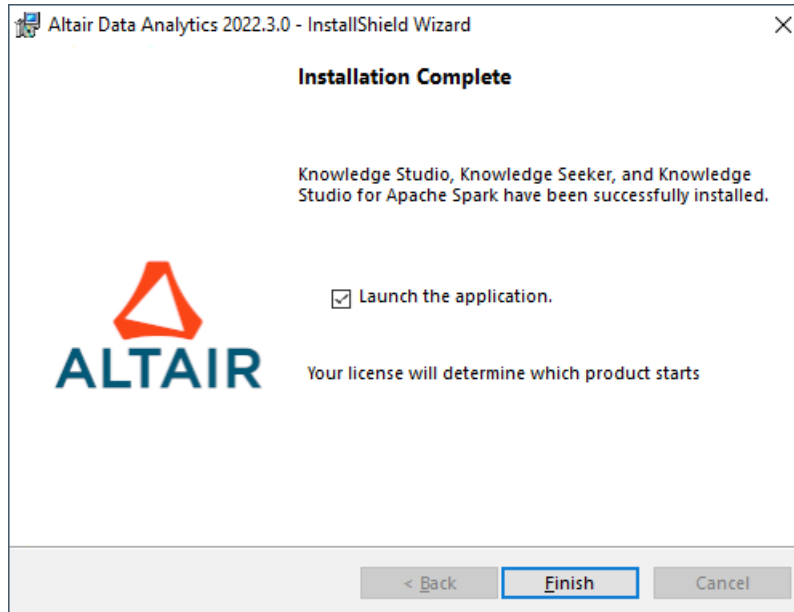 Altair Data Analytics 2022.3.0 - InstallShield Wizard
Installation Complete
Knowledge Studio, Knowledge Seeker, and Knowledge
Studio for Apache Spark have been successfully installed.
Launch the application.
ALTAIR
Your license will determine which product starts
< Back
Finish
Cancel